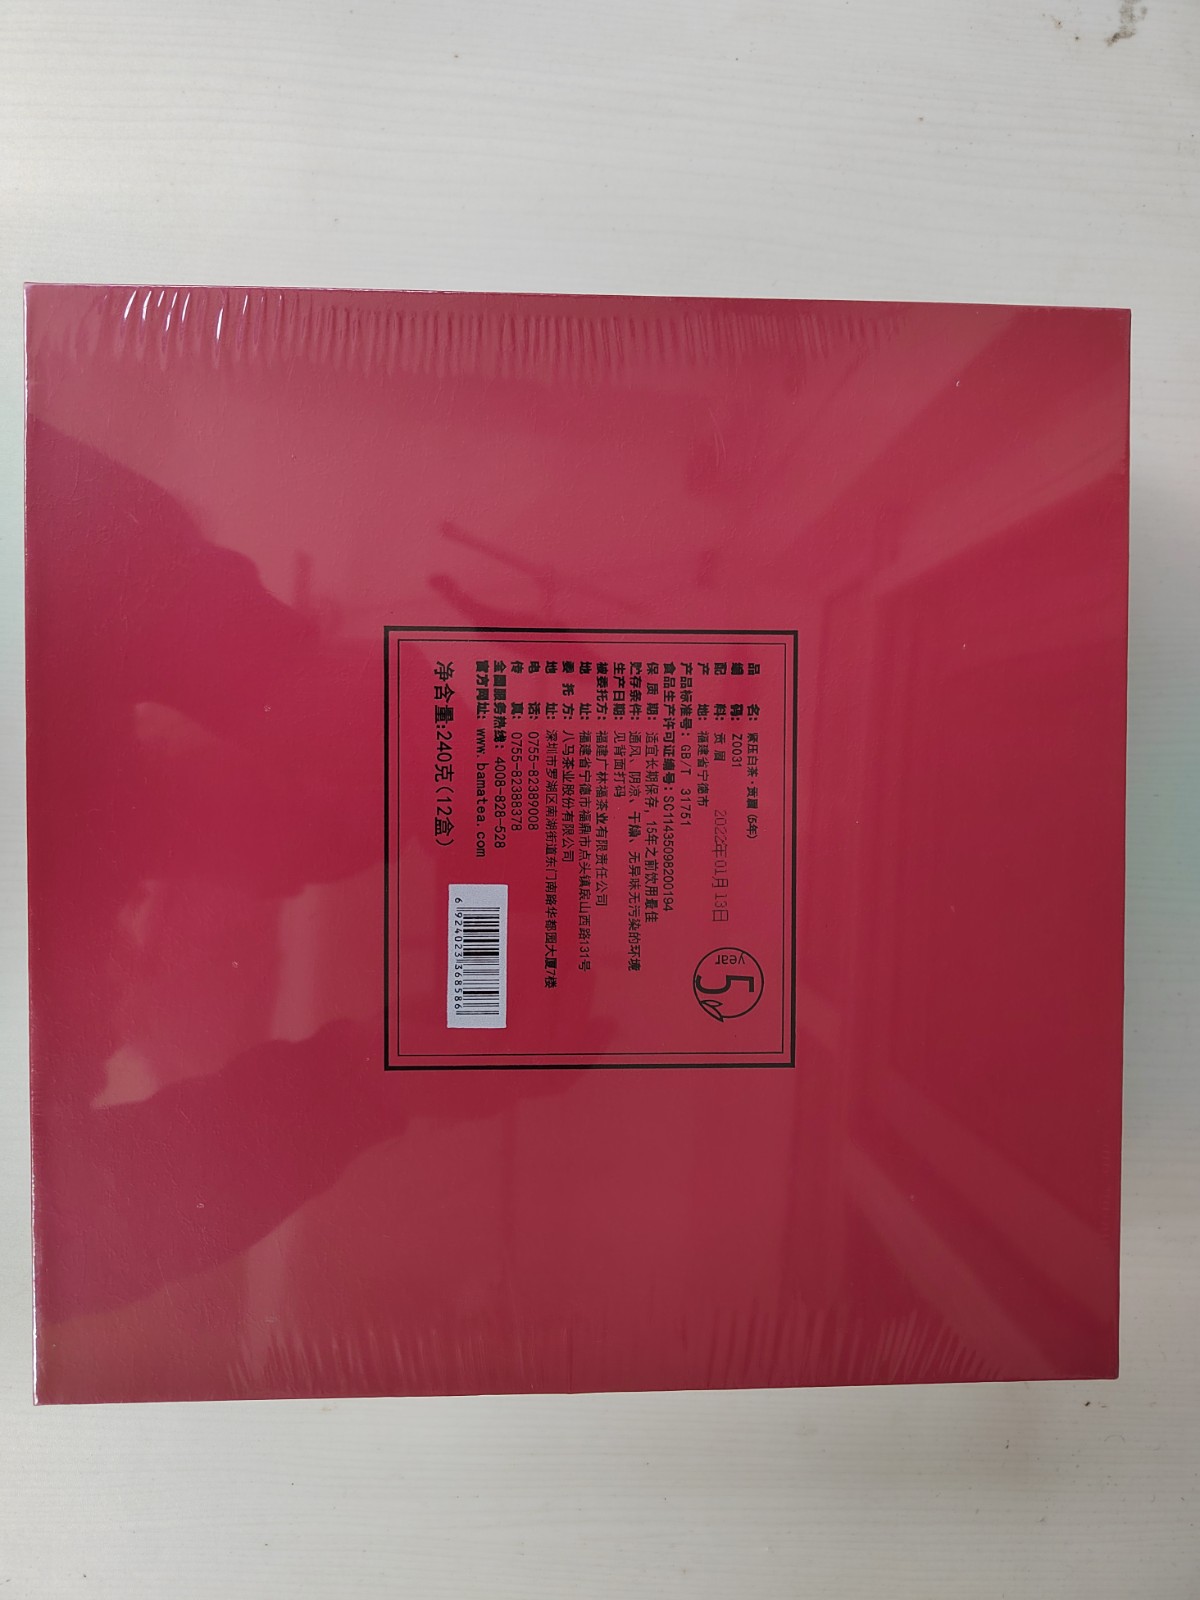 品 名：紧压白茶·贡眉（5年）
编 码：Z0031
配 料：贡眉
2022年01月13日
产 地：福建省宁德市
产品标准号：GB/T 31751
食品生产许可证编号：SC11435098200194
保 质 期：适宜长期保存，15年之前饮用最佳
贮存条件：通风、阴凉、干燥、无异味无污染的环境
生产日期：见背面打码
被委托方：福建广林福茶业有限责任公司
地 址：福建省宁德市福鼎市点头镇扆山西路131号
委 托 方：八马茶业股份有限公司
地 址：深圳市罗湖区南湖街道东门南路华都园大厦7楼
电 话：0755-82389008
传 真：0755-82388378
全国服务热线：4008-828-528
官方网址：www.bamatea.com
净含量：240克（12盒）
5
year
6924023368586